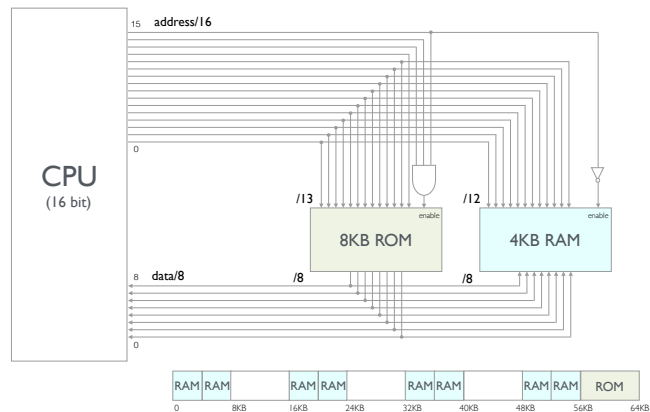 15 address/16
0
CPU
(16 bit)
/13 /12
enable enable
8KB ROM 4KB RAM
8 data/8 /8 /8
0
RAM RAM RAM RAM RAM RAM RAM RAM ROM
0 8KB 16KB 24KB 32KB 40KB 48KB 56KB 64KB